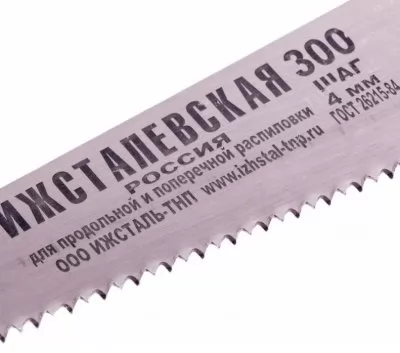 ИЖСТАЛЕВСКАЯ 300
РОССИЯ
для продольной и поперечной распиловки
ООО ИЖСТАЛЬ-ТНП www.izhstal-tnp.ru
ШАГ
4 ММ
ГОСТ 26215-84